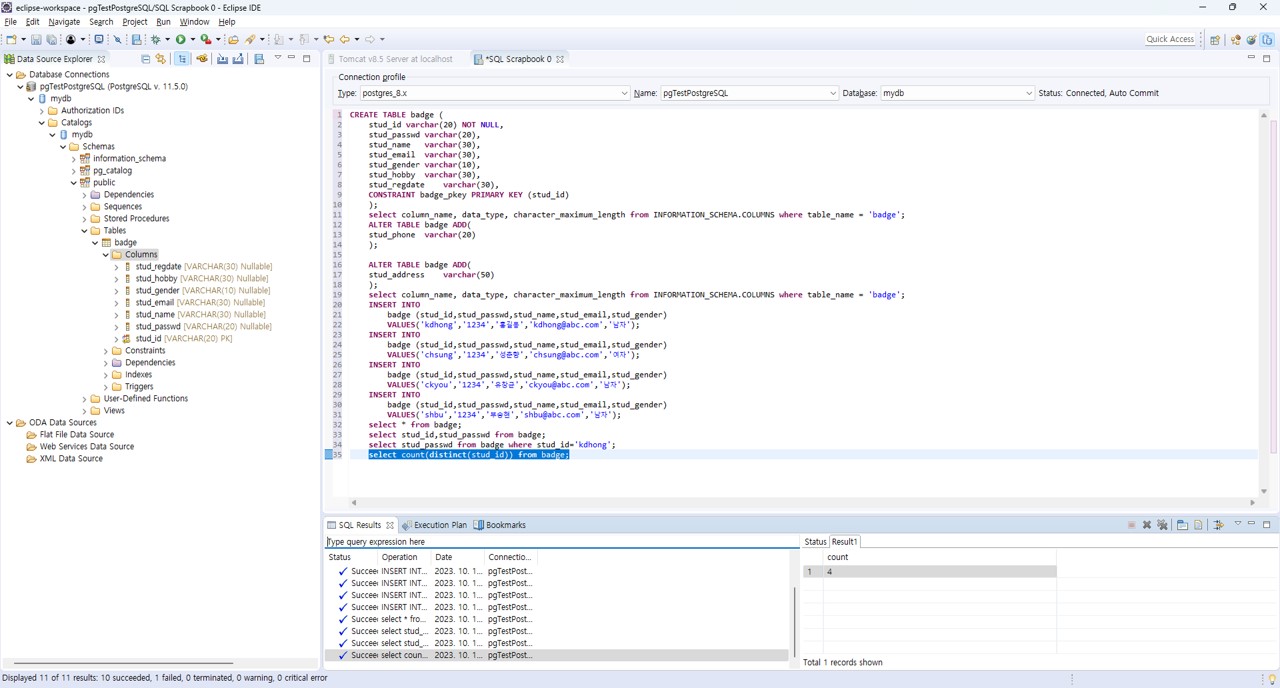 eclipse-workspace - pgTestPostgreSQL/SQL Scrapbook 0 - Eclipse IDE
File Edit Navigate Search Project Run Window Help
Quick Access
Data Source Explorer
Database Connections
pgTestPostgreSQL (PostgreSQL v. 11.5.0)
mydb
Authorization IDs
Catalogs
mydb
Schemas
information_schema
pg_catalog
public
Dependencies
Sequences
Stored Procedures
Tables
badge
Columns
stud_regdate [VARCHAR(30) Nullable]
stud_hobby [VARCHAR(30) Nullable]
stud_gender [VARCHAR(10) Nullable]
stud_email [VARCHAR(30) Nullable]
stud_name [VARCHAR(30) Nullable]
stud_passwd [VARCHAR(20) Nullable]
stud_id [VARCHAR(20) PK]
Constraints
Dependencies
Indexes
Triggers
User-Defined Functions
Views
ODA Data Sources
Flat File Data Source
Web Services Data Source
XML Data Source
Tomcat v8.5 Server at localhost
*SQL Scrapbook 0
Connection profile
Type: postgres_8.x Name: pgTestPostgreSQL Database: mydb Status: Connected, Auto Commit
1 CREATE TABLE badge (
2 stud_id varchar(20) NOT NULL,
3 stud_passwd varchar(20),
4 stud_name varchar(30),
5 stud_email varchar(30),
6 stud_gender varchar(10),
7 stud_hobby varchar(30),
8 stud_regdate varchar(30),
9 CONSTRAINT badge_pkey PRIMARY KEY (stud_id)
10 );
11 select column_name, data_type, character_maximum_length from INFORMATION_SCHEMA.COLUMNS where table_name = 'badge';
12 ALTER TABLE badge ADD(
13 stud_phone varchar(20)
14 );
15
16 ALTER TABLE badge ADD(
17 stud_address varchar(50)
18 );
19 select column_name, data_type, character_maximum_length from INFORMATION_SCHEMA.COLUMNS where table_name = 'badge';
20 INSERT INTO
21 badge (stud_id,stud_passwd,stud_name,stud_email,stud_gender)
22 VALUES('kdhong','1234','홍길동','kdhong@abc.com','남자');
23 INSERT INTO
24 badge (stud_id,stud_passwd,stud_name,stud_email,stud_gender)
25 VALUES('chsung','1234','성춘향','chsung@abc.com','여자');
26 INSERT INTO
27 badge (stud_id,stud_passwd,stud_name,stud_email,stud_gender)
28 VALUES('ckyou','1234','유창균','ckyou@abc.com','남자');
29 INSERT INTO
30 badge (stud_id,stud_passwd,stud_name,stud_email,stud_gender)
31 VALUES('shbu','1234','부승현','shbu@abc.com','남자');
32 select * from badge;
33 select stud_id,stud_passwd from badge;
34 select stud_passwd from badge where stud_id='kdhong';
35 select count(distinct(stud_id)) from badge;
SQL Results Execution Plan Bookmarks
Type query expression here
Status Operation Date Connectio...
Succee INSERT INT... 2023. 10. 1... pgTestPost...
Succee INSERT INT... 2023. 10. 1... pgTestPost...
Succee INSERT INT... 2023. 10. 1... pgTestPost...
Succee INSERT INT... 2023. 10. 1... pgTestPost...
Succee select * fro... 2023. 10. 1... pgTestPost...
Succee select stud_... 2023. 10. 1... pgTestPost...
Succee select stud_... 2023. 10. 1... pgTestPost...
Succee select coun... 2023. 10. 1... pgTestPost...
Status Result1
count
1 4
Total 1 records shown
Displayed 11 of 11 results: 10 succeeded, 1 failed, 0 terminated, 0 warning, 0 critical error